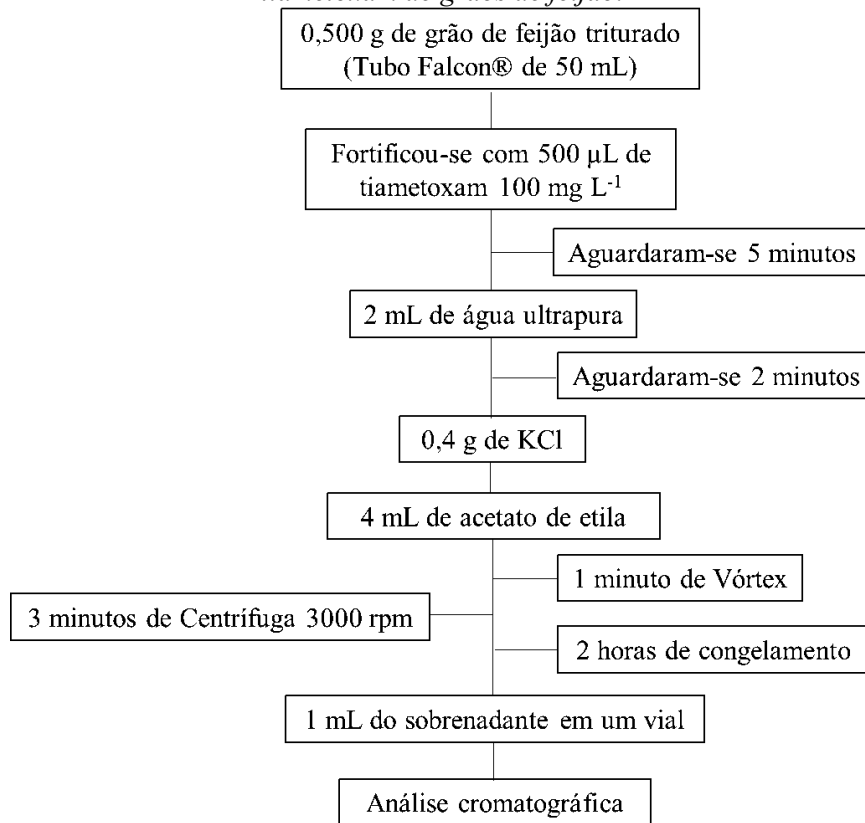 0,500 g de grão de feijão triturado
(Tubo Falcon® de 50 mL)
Fortificou-se com 500 µL de
tiametoxam 100 mg L⁻¹
Aguardaram-se 5 minutos
2 mL de água ultrapura
Aguardaram-se 2 minutos
0,4 g de KCl
4 mL de acetato de etila
1 minuto de Vórtex
3 minutos de Centrífuga 3000 rpm
2 horas de congelamento
1 mL do sobrenadante em um vial
Análise cromatográfica